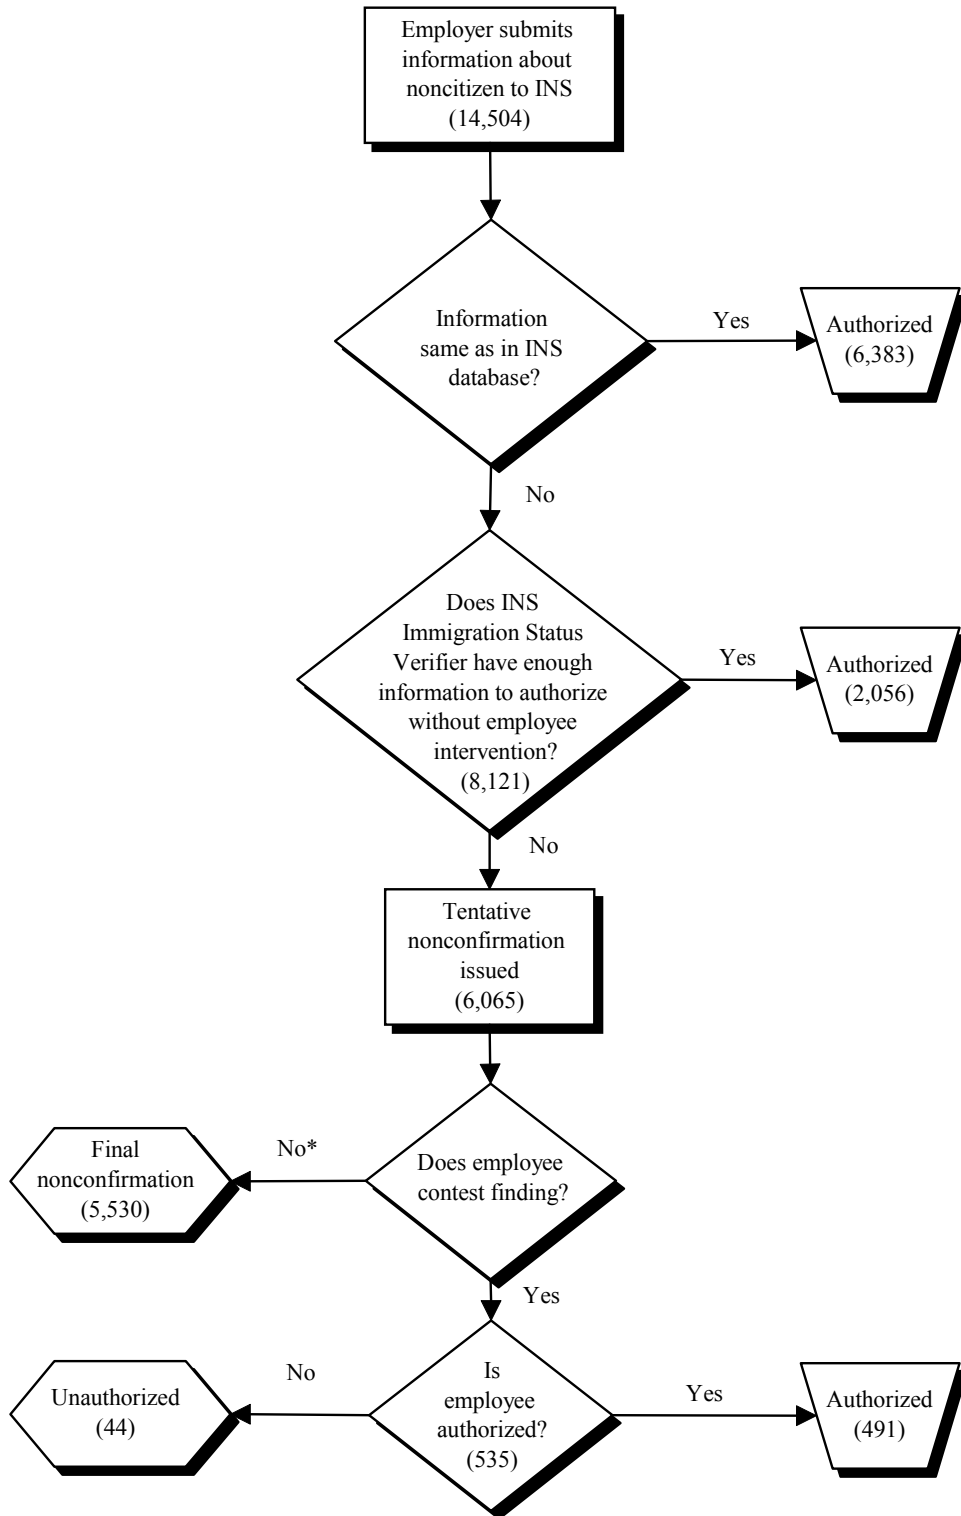 Employer submits
information about
noncitizen to INS
(14,504)
Information
same as in INS
database?
Yes
Authorized
(6,383)
No
Does INS
Immigration Status
Verifier have enough
information to authorize
without employee
intervention?
(8,121)
Yes
Authorized
(2,056)
No
Tentative
nonconfirmation
issued
(6,065)
Does employee
contest finding?
No*
Final
nonconfirmation
(5,530)
Yes
Is
employee
authorized?
(535)
No
Unauthorized
(44)
Yes
Authorized
(491)